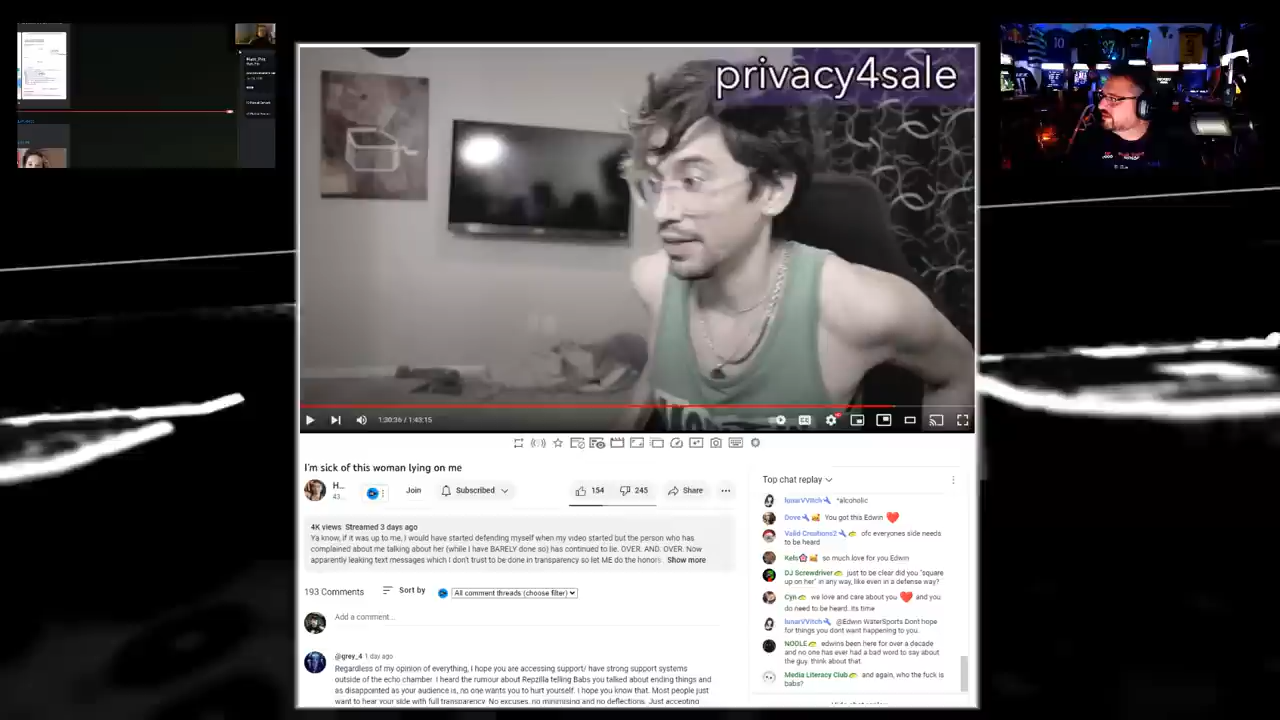 privacy4sale
1:30:36 / 1:43:15
I'm sick of this woman lying on me
H...
43...
Join
Subscribed
154
245
Share
4K views Streamed 3 days ago
Ya know, if it was up to me, I would have started defending myself when my video started but the person who has
complained about me talking about her (while I have BARELY done so) has continued to lie. OVER. AND. OVER. Now
apparently leaking text messages which I don't trust to be done in transparency so let ME do the honors
Show more
193 Comments
Sort by
All comment threads (choose filter)
Add a comment...
@grey_4 1 day ago
Regardless of my opinion of everything, I hope you are accessing support/ have strong support systems
outside of the echo chamber. I heard the rumour about Repzilla telling Babs you talked about ending things and
as disappointed as your audience is, no one wants you to hurt yourself. I hope you know that. Most people just
want to hear your side with full transparency. No excuses, no minimising and no deflections. Just accepting
Top chat replay
lunarVVitch *alcoholic
Dove You got this Edwin
Vaild Creations2 ofc everyones side needs
to be heard
Kels so much love for you Edwin
DJ Screwdriver just to be clear did you "square
up on her" in any way, like even in a defense way?
Cyn we love and care about you and you
do need to be heard..its time
lunarVVitch @Edwin WaterSports Dont hope
for things you dont want happening to you.
NODLE edwins been here for over a decade
and no one has ever had a bad word to say about
the guy. think about that.
Media Literacy Club and again, who the fuck is
babs?